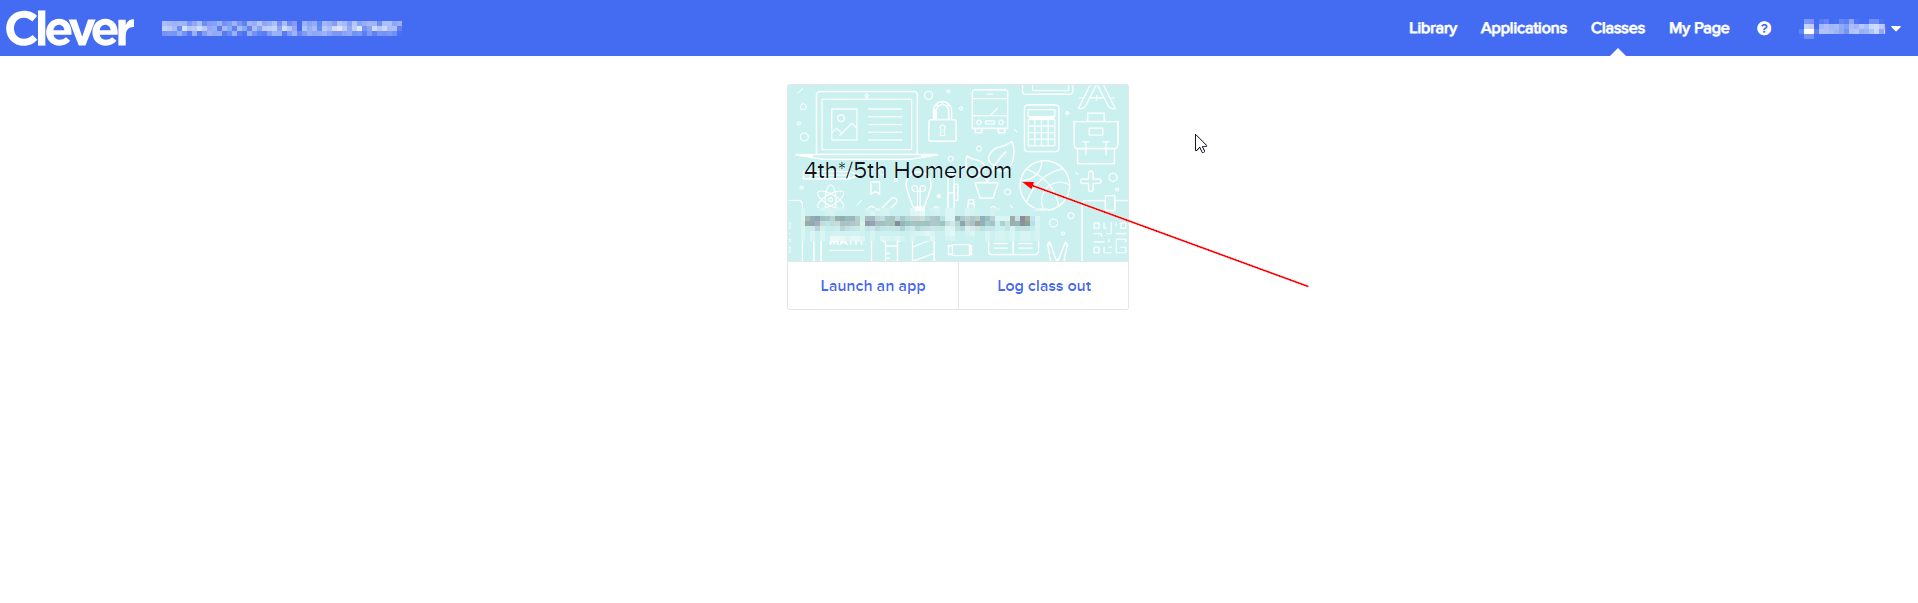 Clever
Library Applications Classes My Page ?
4th*/5th Homeroom
MATH
Launch an app Log class out